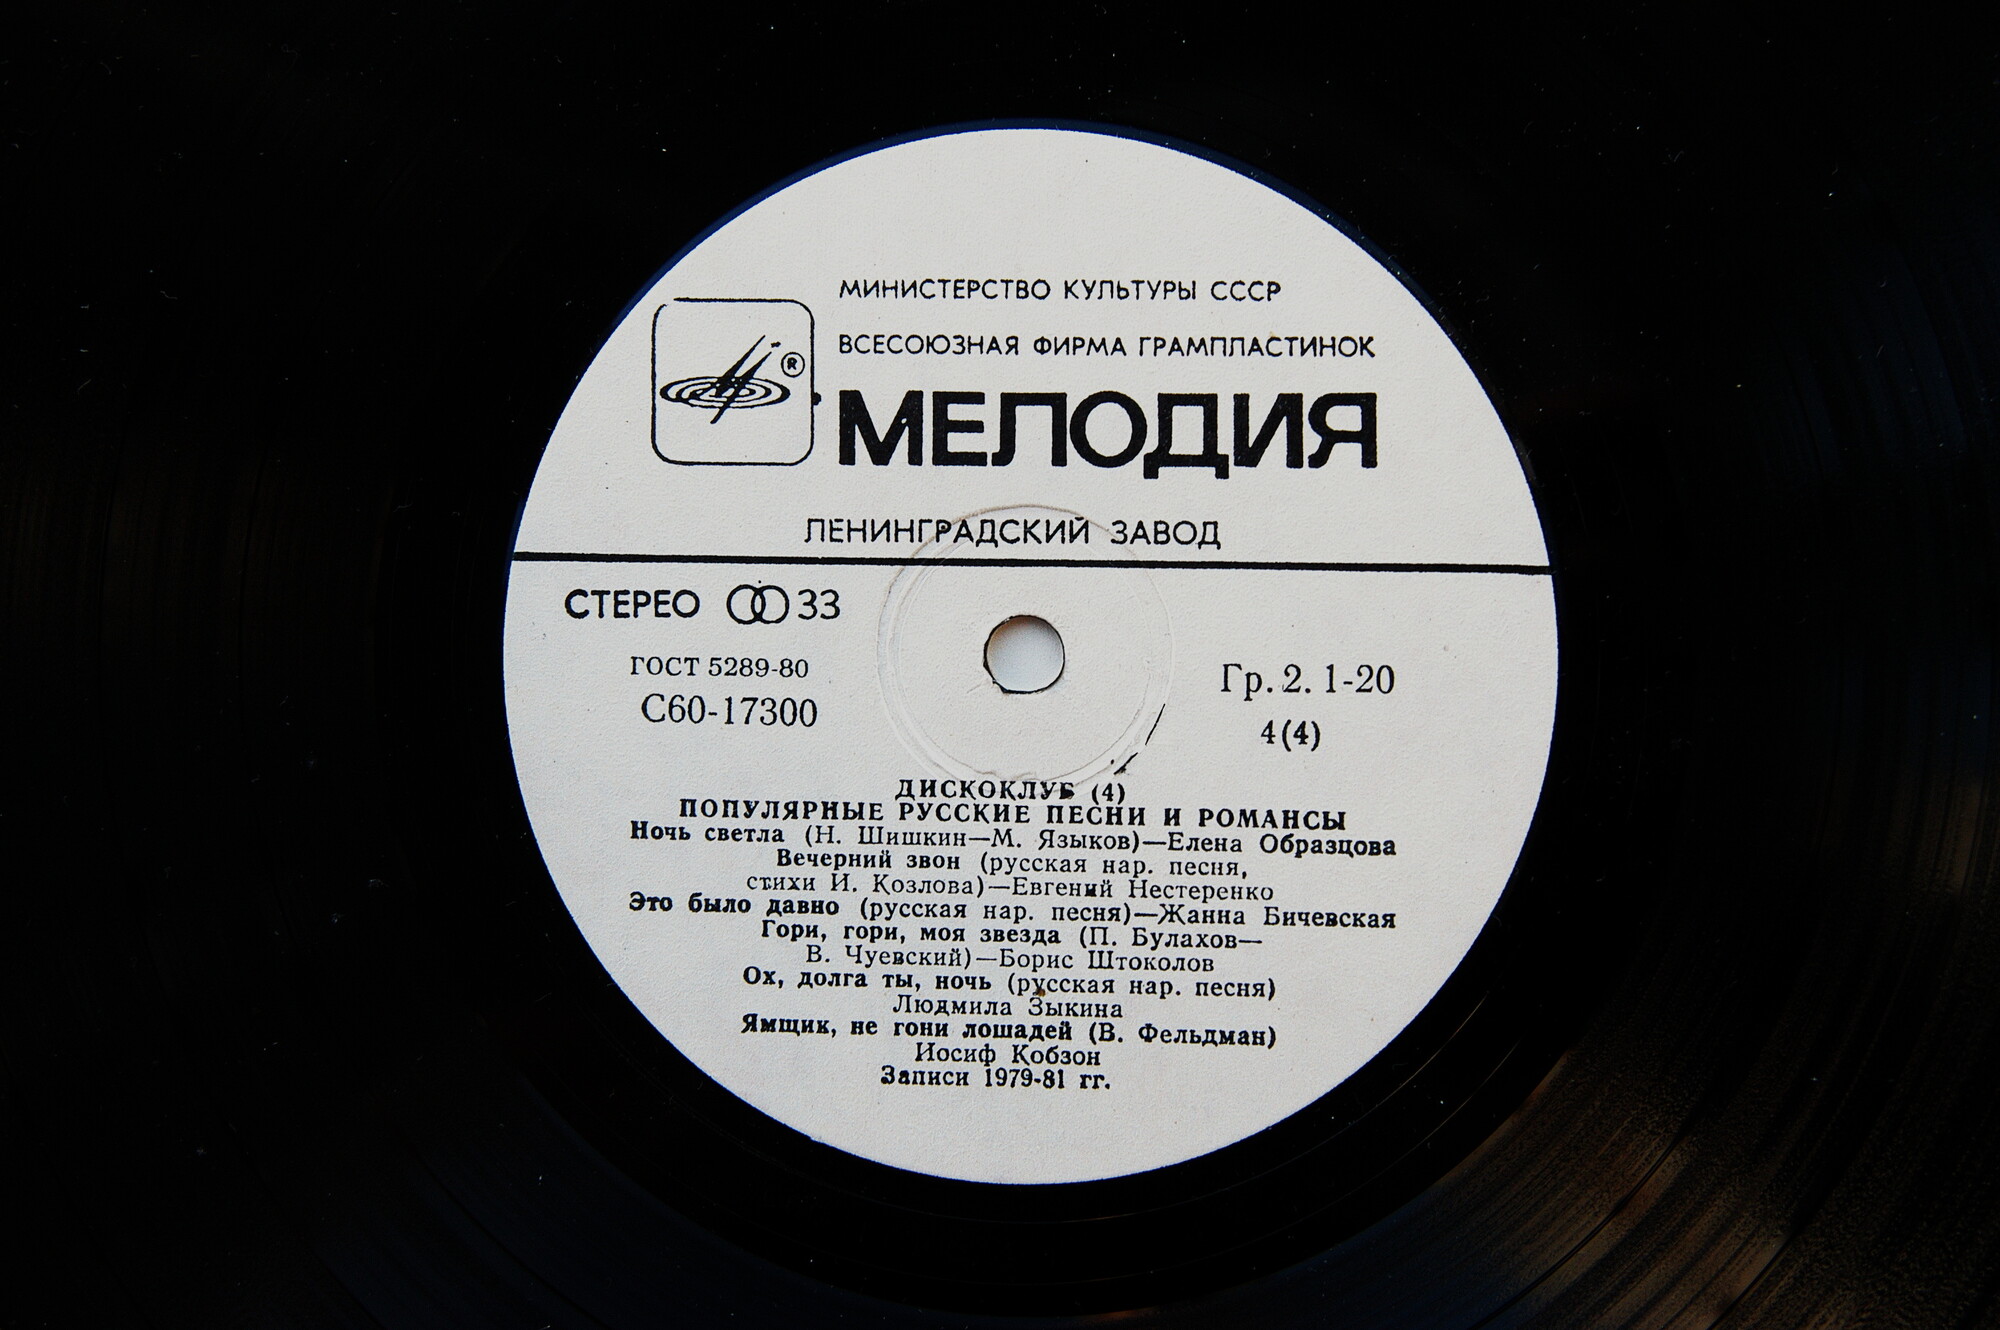 МИНИСТЕРСТВО КУЛЬТУРЫ СССР
ВСЕСОЮЗНАЯ ФИРМА ГРАМПЛАСТИНОК
®
МЕЛОДИЯ
ЛЕНИНГРАДСКИЙ ЗАВОД
СТЕРЕО 33
ГОСТ 5289-80
С60-17300
Гр. 2. 1-20
4(4)
ДИСКОКЛУБ (4)
ПОПУЛЯРНЫЕ РУССКИЕ ПЕСНИ И РОМАНСЫ
Ночь светла (Н. Шишкин—М. Языков)—Елена Образцова
Вечерний звон (русская нар. песня,
стихи И. Козлова)—Евгений Нестеренко
Это было давно (русская нар. песня)—Жанна Бичевская
Гори, гори, моя звезда (П. Булахов—
В. Чуевский)—Борис Штоколов
Ох, долга ты, ночь (русская нар. песня)
Людмила Зыкина
Ямщик, не гони лошадей (В. Фельдман)
Иосиф Кобзон
Записи 1979-81 гг.